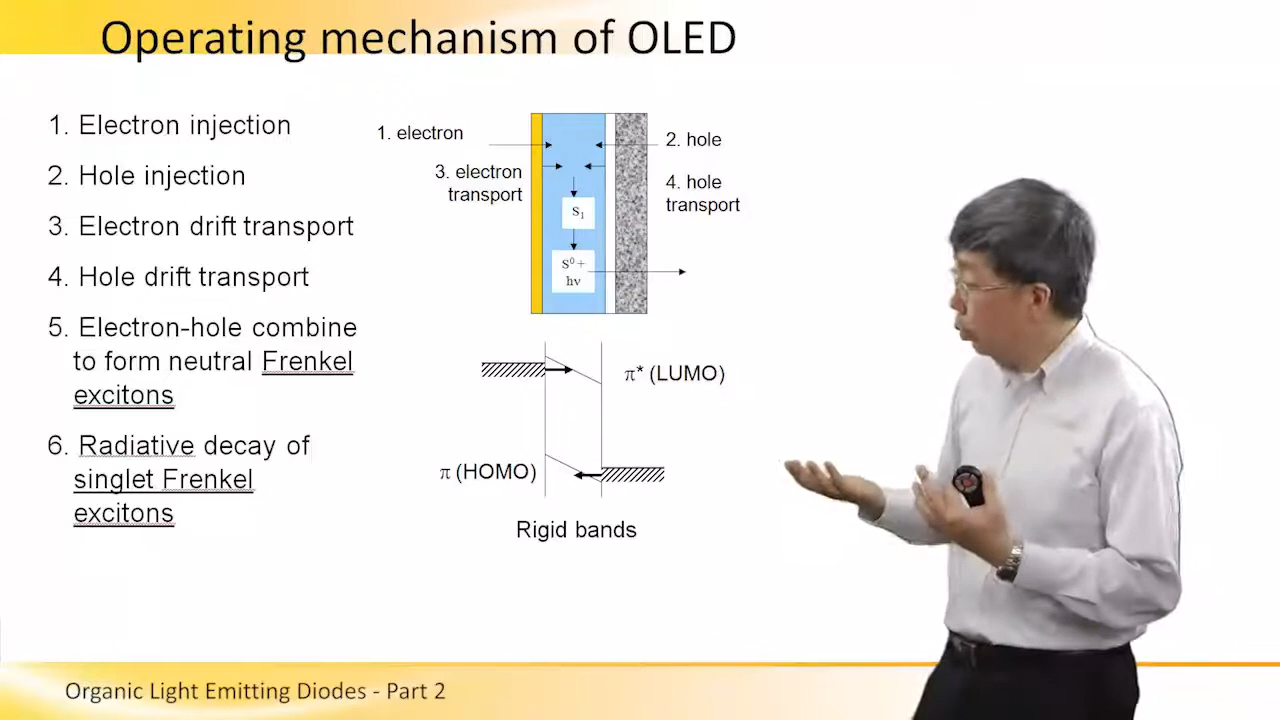 Operating mechanism of OLED
1. Electron injection
2. Hole injection
3. Electron drift transport
4. Hole drift transport
5. Electron-hole combine
to form neutral Frenkel
excitons
6. Radiative decay of
singlet Frenkel
excitons
1. electron
2. hole
3. electron
transport
4. hole
transport
S₁
S⁰+
hν
π* (LUMO)
π (HOMO)
Rigid bands
Organic Light Emitting Diodes - Part 2